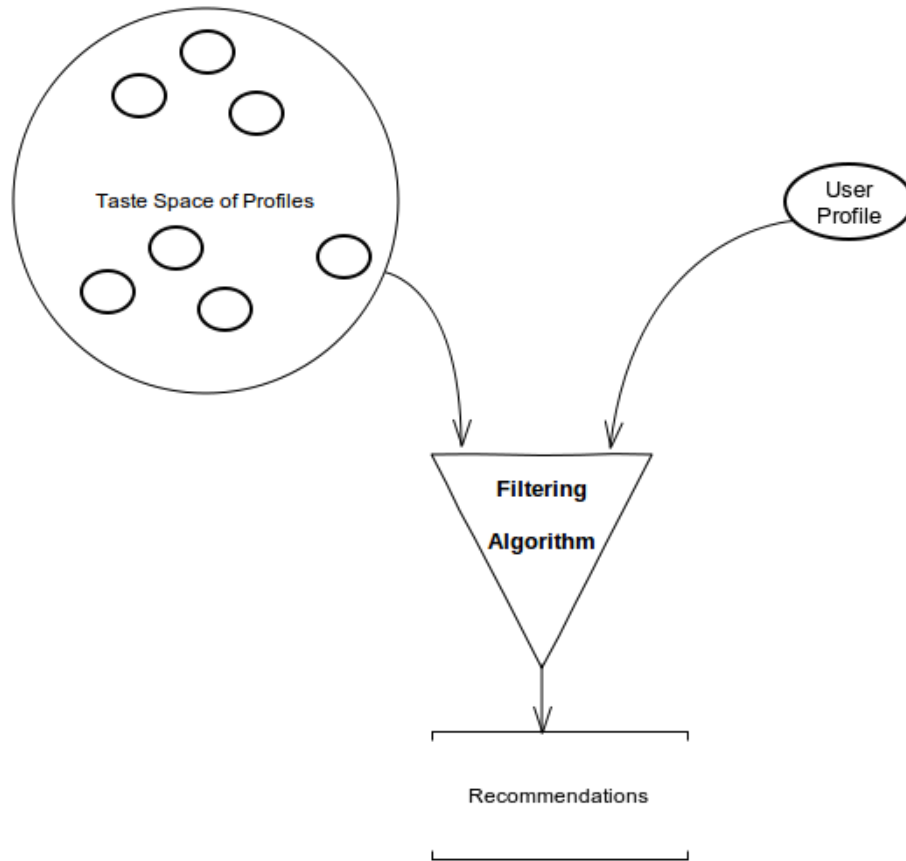 Taste Space of Profiles
User
Profile
Filtering
Algorithm
Recommendations